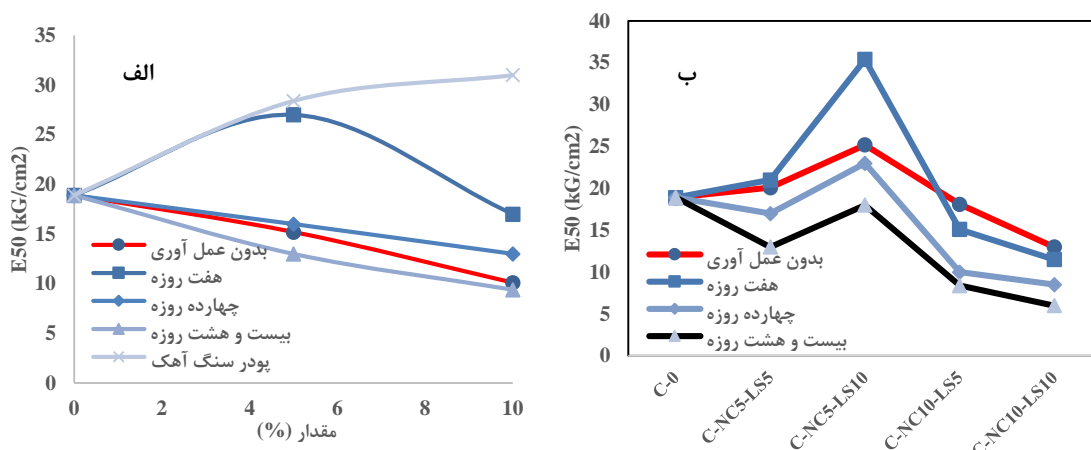 الف
E50 (kG/cm2)
35
30
25
20
15
10
5
0
بدون عمل آوری
هفت روزه
چهارده روزه
بیست و هشت روزه
پودر سنگ آهک
0
2
4
6
8
10
مقدار (%)
ب
E50 (kG/cm2)
40
35
30
25
20
15
10
5
0
بدون عمل آوری
هفت روزه
چهارده روزه
بیست و هشت روزه
C-0
C-NC5-LS5
C-NC5-LS10
C-NC10-LS5
C-NC10-LS10